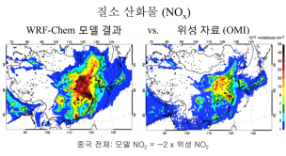 질소 산화물 (NOx)
WRF-Chem 모델 결과 vs. 위성 자료 (OMI)
중국 전체: 모델 NO2 = ~2 x 위성 NO2